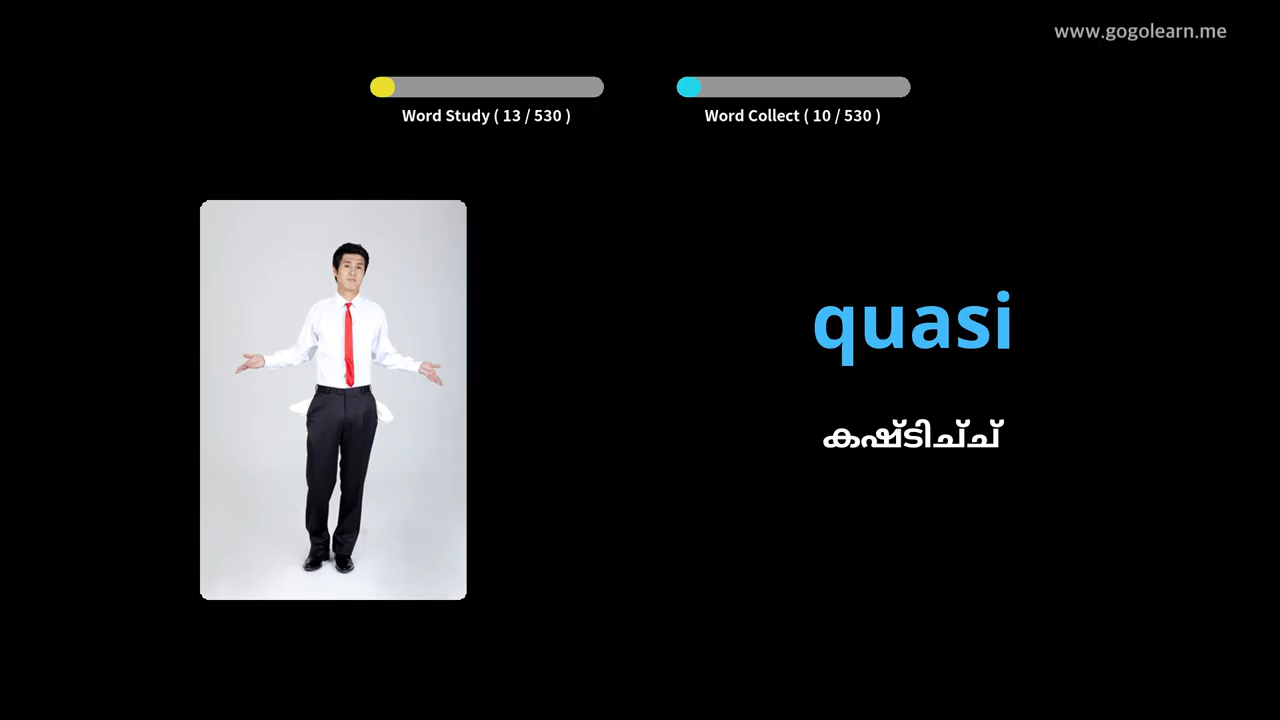 www.gogolearn.me
Word Study ( 13 / 530 )
Word Collect ( 10 / 530 )
quasi
കഷ്ടിച്ച്